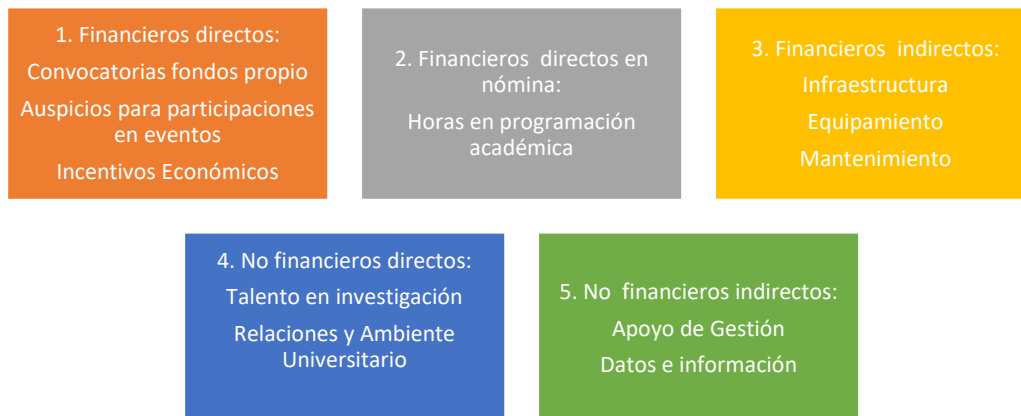 1. Financieros directos:
Convocatorias fondos propio
Auspicios para participaciones
en eventos
Incentivos Económicos
2. Financieros directos en
nómina:
Horas en programación
académica
3. Financieros indirectos:
Infraestructura
Equipamiento
Mantenimiento
4. No financieros directos:
Talento en investigación
Relaciones y Ambiente
Universitario
5. No financieros indirectos:
Apoyo de Gestión
Datos e información